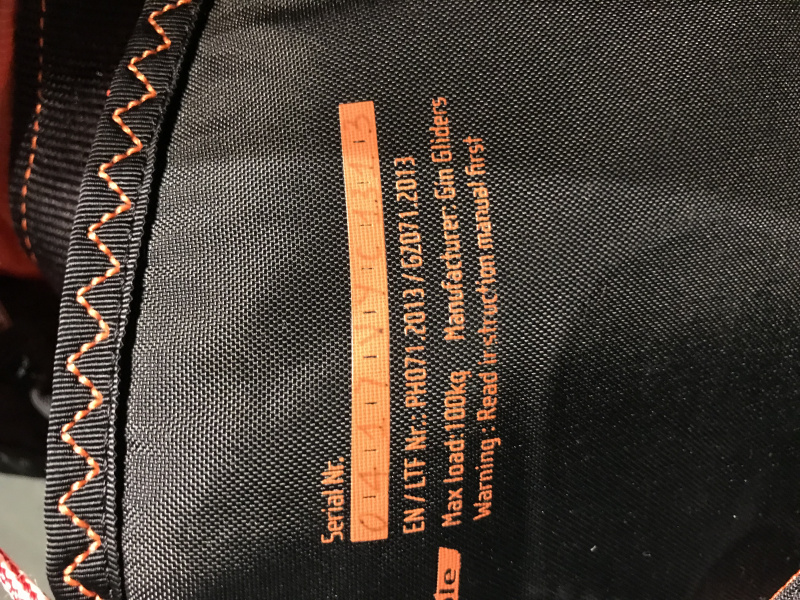 Serial Nr.
EN / LTF Nr.: PH071.2013 / G2071.2013
Max load: 100kg Manufacturer: Gin Gliders
Warning : Read instruction manual first